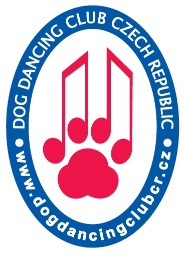 • DOG DANCING CLUB CZECH REPUBLIC •
www.dogdancingclubcr.cz